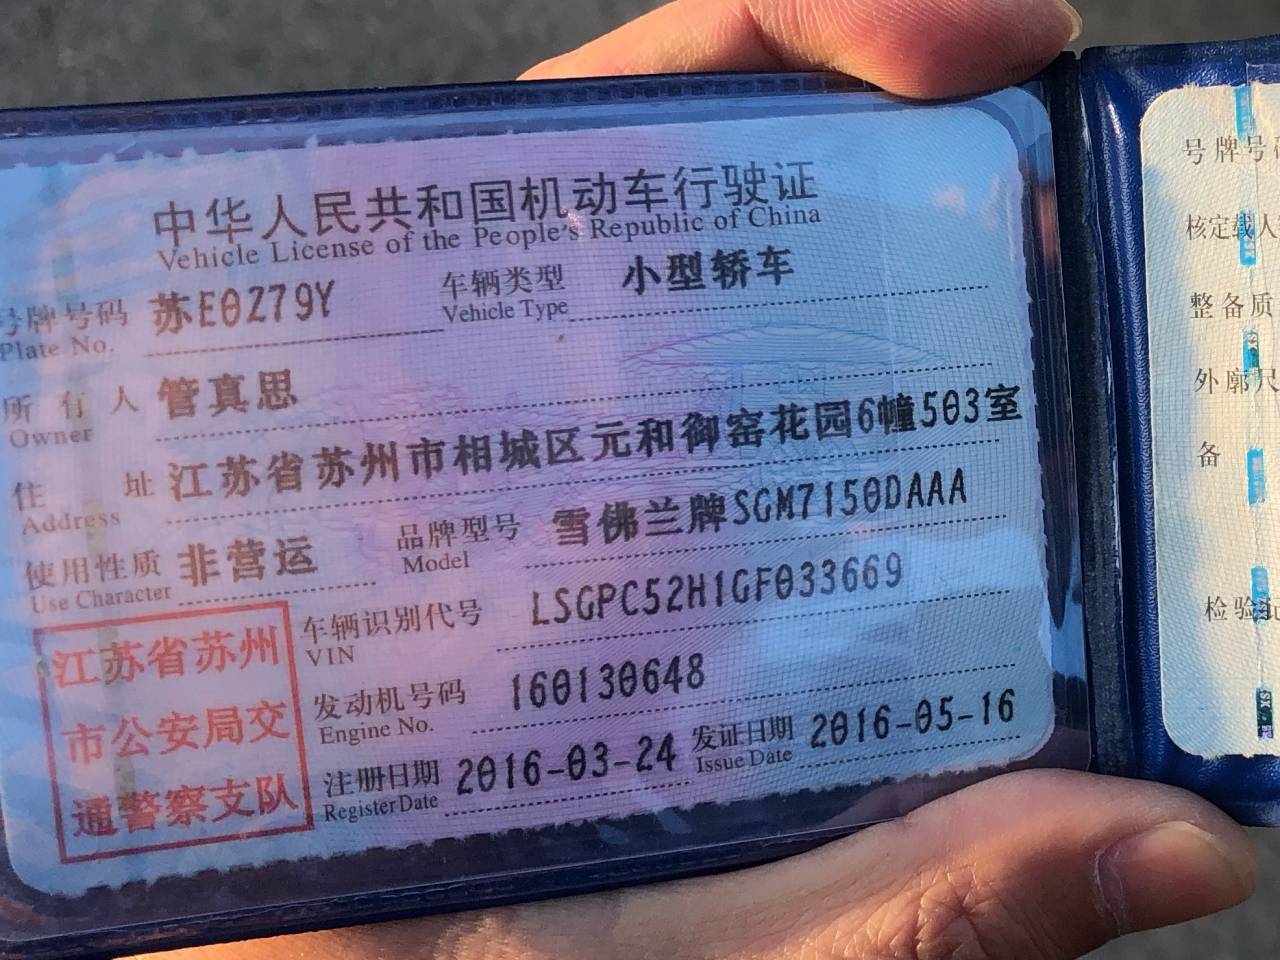 中华人民共和国机动车行驶证
Vehicle License of the People's Republic of China
号牌号码 苏E0Z79Y 车辆类型 小型轿车
Plate No. Vehicle Type
所有人 管真思
Owner
住址 江苏省苏州市相城区元和御窑花园6幢503室
Address
使用性质 非营运 品牌型号 雪佛兰牌SGM7150DAAA
Use Character Model
车辆识别代号 LSGPC52H1GF033669
VIN
发动机号码 160130648
Engine No.
注册日期 2016-03-24 发证日期 2016-05-16
Register Date Issue Date
江苏省苏州
市公安局交
通警察支队
号牌号
核定载人
整备质
外廓尺
备
检验记